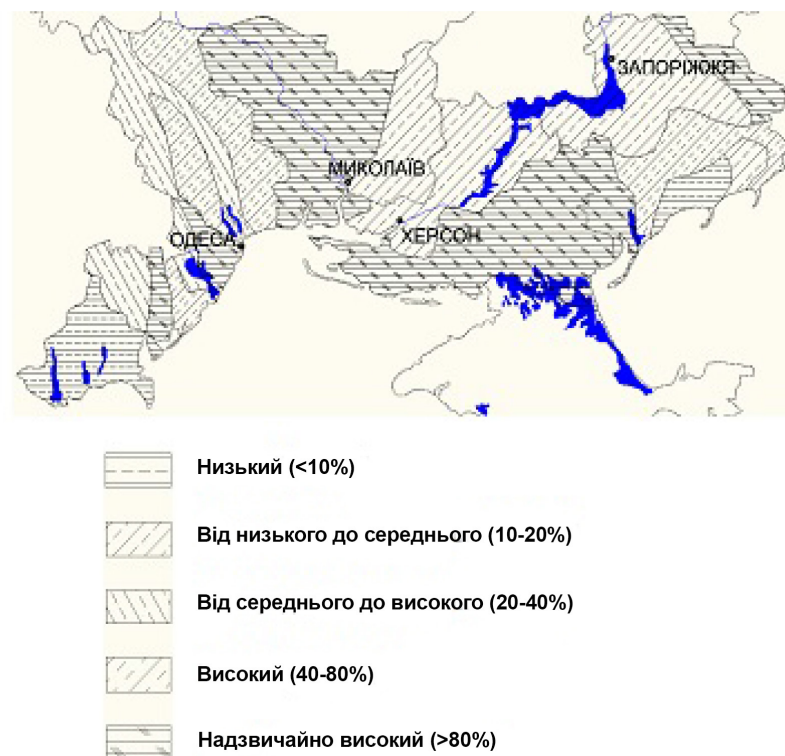 ЗАПОРІЖЖЯ
МИКОЛАЇВ
ХЕРСОН
ОДЕСА
Низький (<10%)
Від низького до середнього (10-20%)
Від середнього до високого (20-40%)
Високий (40-80%)
Надзвичайно високий (>80%)